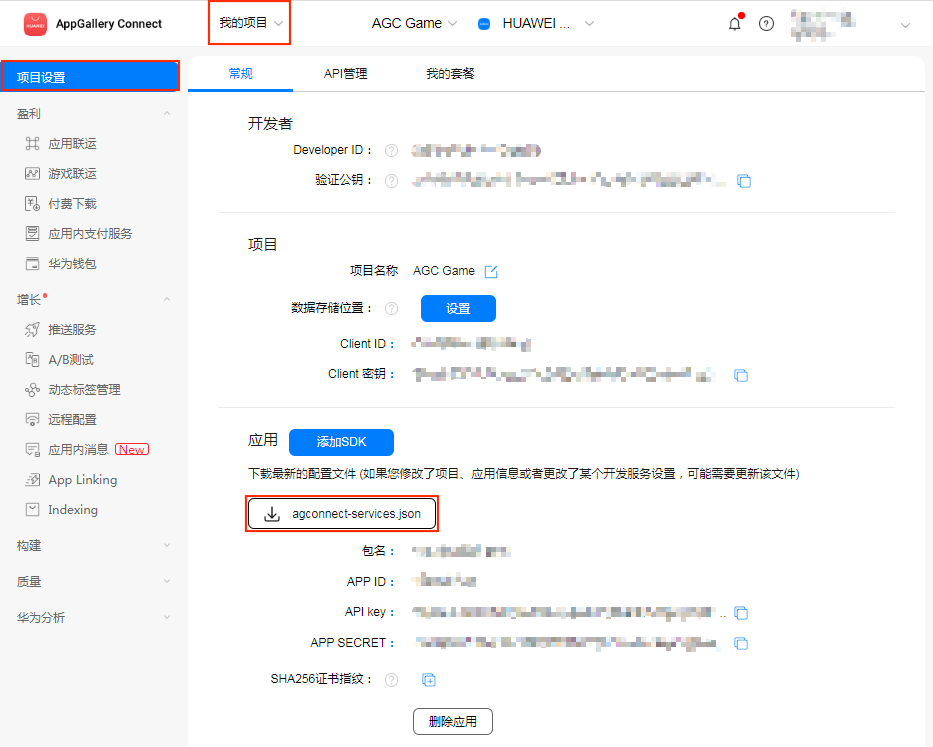 HUAWEI AppGallery Connect 我的项目 AGC Game HUAWEI ...
项目设置
盈利
应用联运
游戏联运
付费下载
应用内支付服务
华为钱包
增长
推送服务
A/B测试
动态标签管理
远程配置
应用内消息 New
App Linking
Indexing
构建
质量
华为分析
常规 API管理 我的套餐
开发者
Developer ID：
验证公钥：
项目
项目名称 AGC Game
数据存储位置： 设置
Client ID：
Client 密钥：
应用 添加SDK
下载最新的配置文件 (如果您修改了项目、应用信息或者更改了某个开发服务设置，可能需要更新该文件)
agconnect-services.json
包名：
APP ID：
API key：
APP SECRET：
SHA256证书指纹：
删除应用